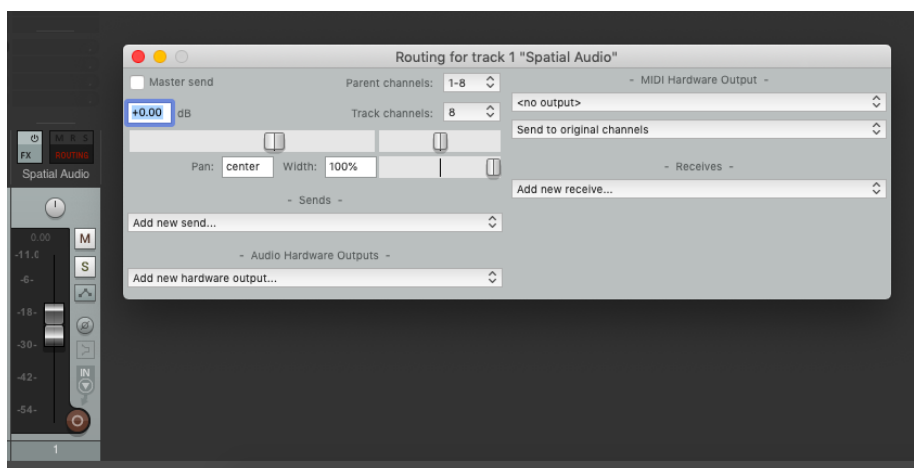 Routing for track 1 "Spatial Audio"
Master send
Parent channels: 1-8
+0.00 dB
Track channels: 8
Pan: center Width: 100%
- Sends -
Add new send...
- Audio Hardware Outputs -
Add new hardware output...
- MIDI Hardware Output -
<no output>
Send to original channels
- Receives -
Add new receive...
M R S
FX ROUTING
Spatial Audio
0.00
M
S
-6-
-18-
-30-
-42-
-54-
IN
1